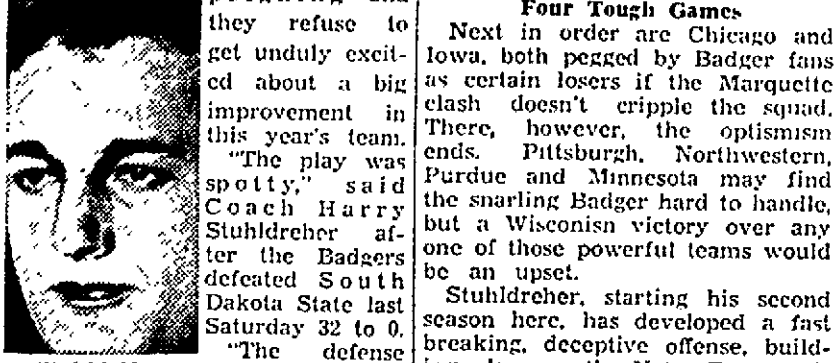 they refuse to
get unduly excit-
ed about a big
improvement in
this year's team.
"The play was
spotty," said
Coach Harry
Stuhldreher af-
ter the Badgers
defeated South
Dakota State last
Saturday 32 to 0.
"The defense
Four Tough Games
Next in order are Chicago and
Iowa, both pegged by Badger fans
as certain losers if the Marquette
clash doesn't cripple the squad.
There, however, the optismism
ends. Pittsburgh, Northwestern,
Purdue and Minnesota may find
the snarling Badger hard to handle,
but a Wisconisn victory over any
one of those powerful teams would
be an upset.
Stuhldreher, starting his second
season here, has developed a fast
breaking, deceptive offense, build-